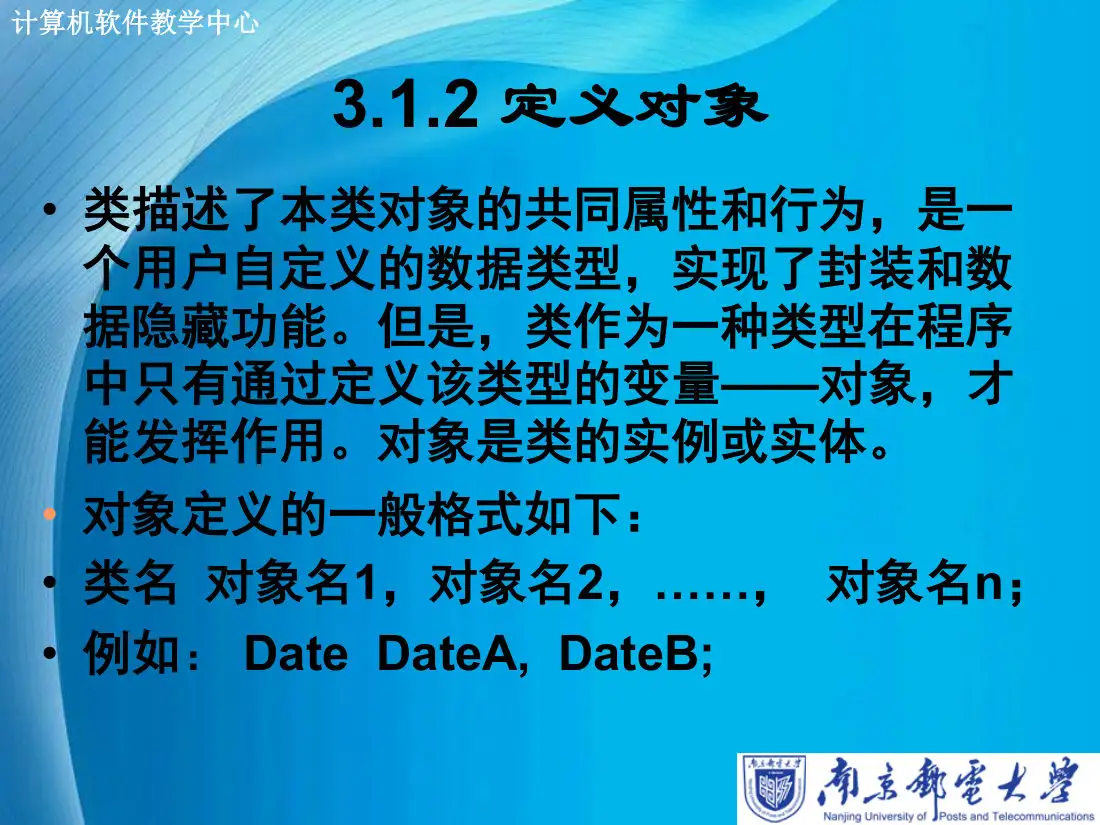 计算机软件教学中心
3.1.2 定义对象
• 类描述了本类对象的共同属性和行为，是一
个用户自定义的数据类型，实现了封装和数
据隐藏功能。但是，类作为一种类型在程序
中只有通过定义该类型的变量——对象，才
能发挥作用。对象是类的实例或实体。
• 对象定义的一般格式如下：
• 类名 对象名1，对象名2，……， 对象名n；
• 例如： Date DateA, DateB;
南京邮电大学
Nanjing University of Posts and Telecommunications